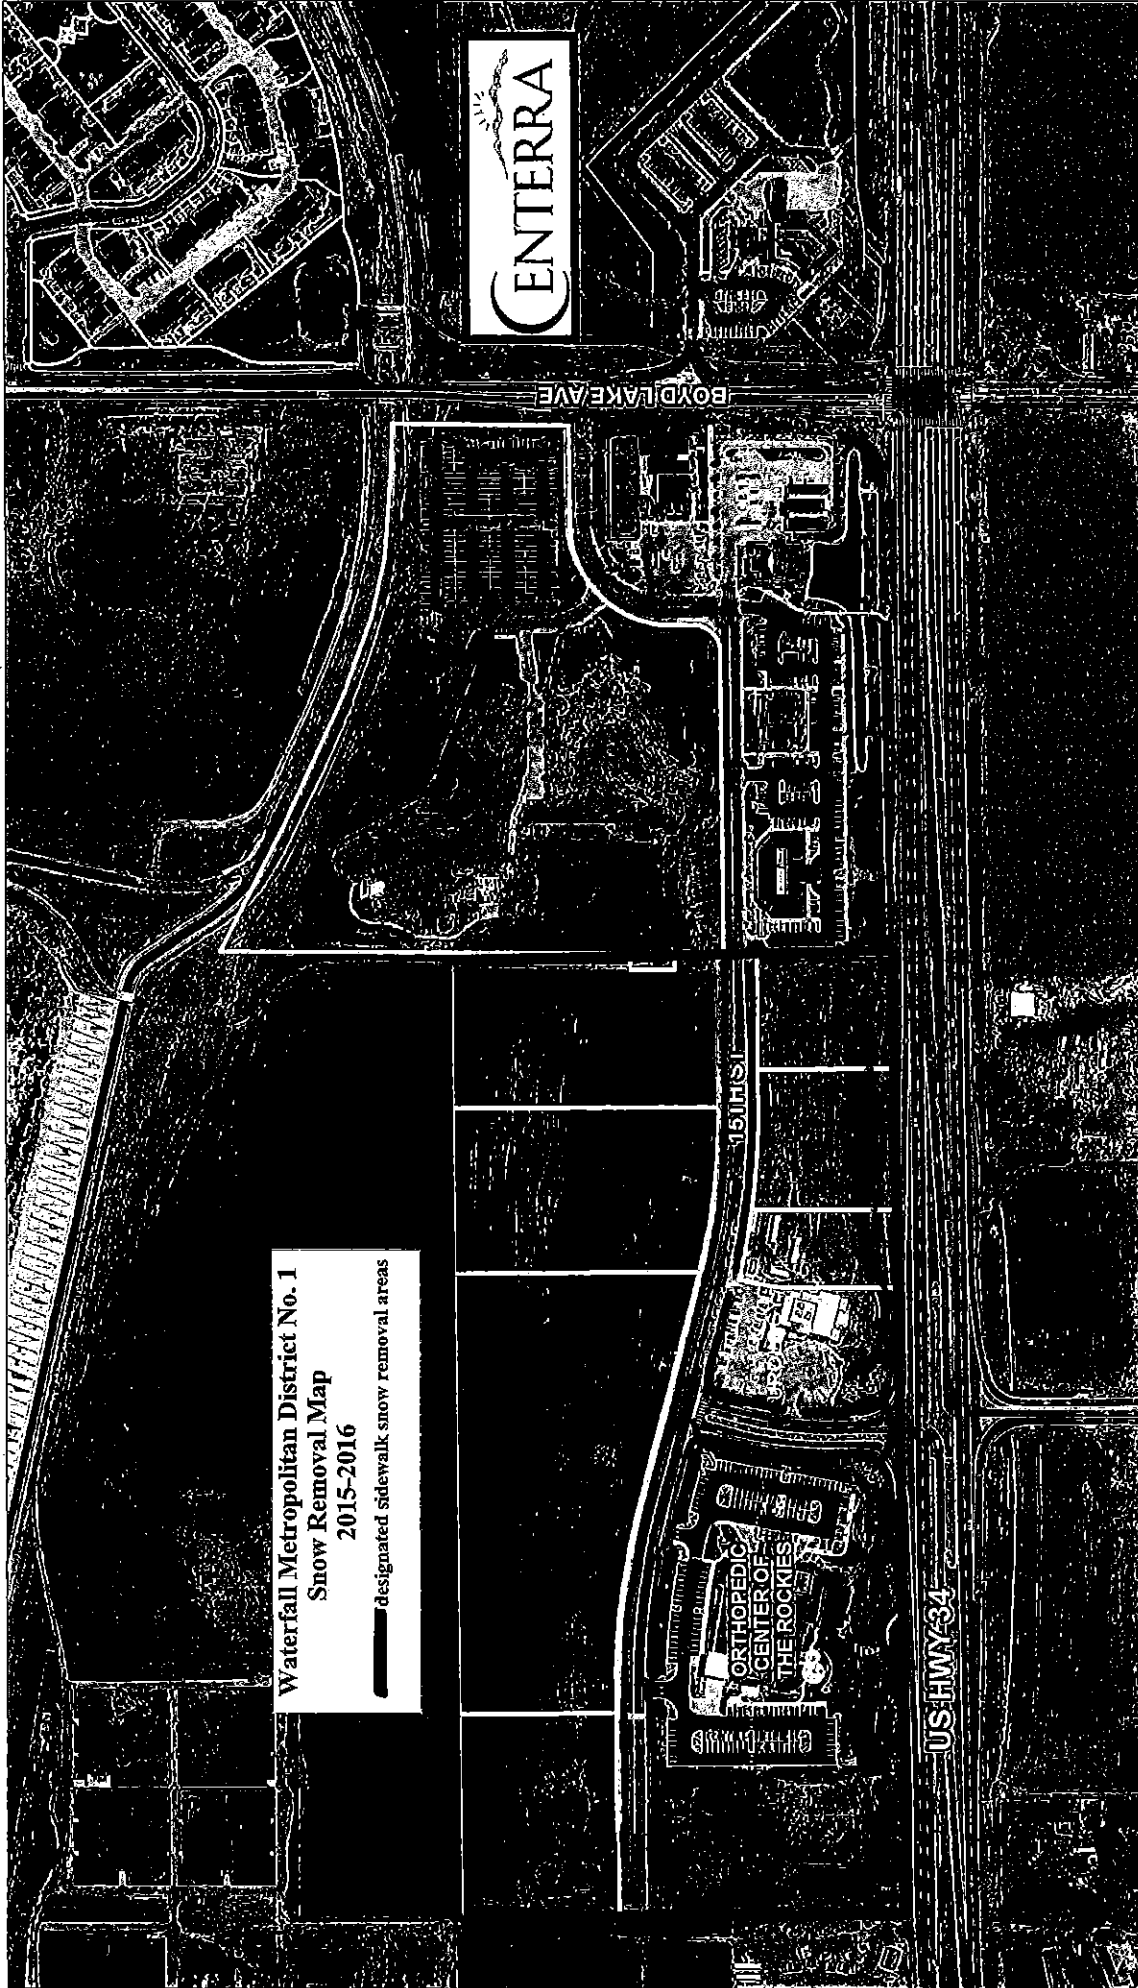 Waterfall Metropolitan District No. 1
Snow Removal Map
2015-2016
designated sidewalk snow removal areas
CENTERRA
BOYD LAKE AVE
15TH ST
ORTHOPEDIC
CENTER OF
THE ROCKIES
US HWY 34